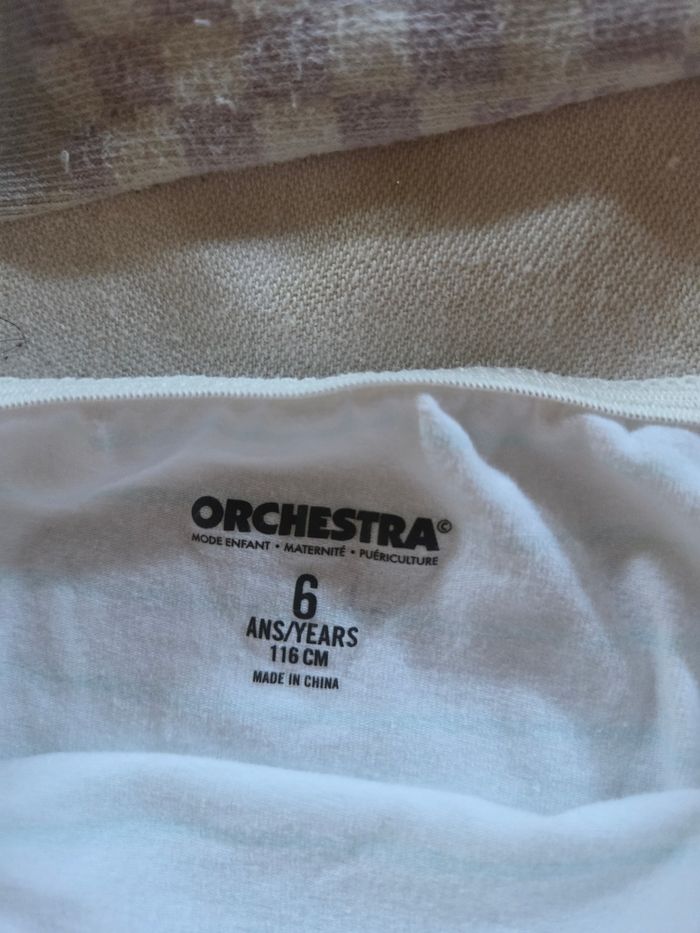 ORCHESTRA©
MODE ENFANT • MATERNITÉ • PUÉRICULTURE
6
ANS/YEARS
116 CM
MADE IN CHINA